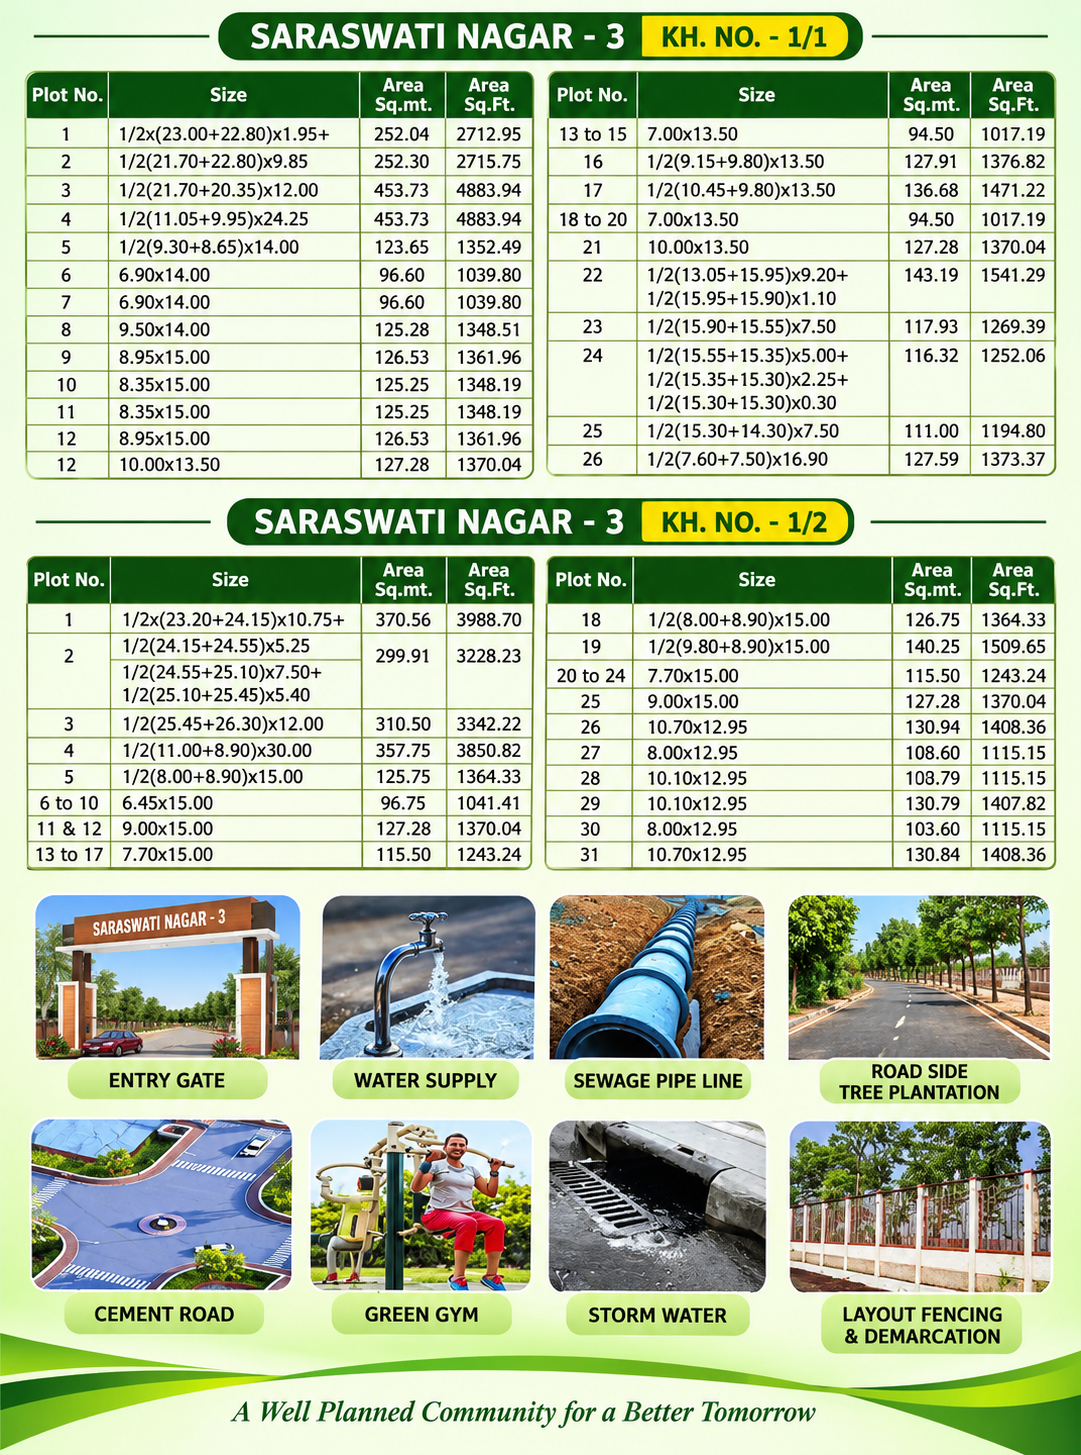 SARASWATI NAGAR - 3 KH. NO. - 1/1
Plot No. Size Area Sq.mt. Area Sq.Ft.
1 1/2x(23.00+22.80)x1.95+ 252.04 2712.95
2 1/2(21.70+22.80)x9.85 252.30 2715.75
3 1/2(21.70+20.35)x12.00 453.73 4883.94
4 1/2(11.05+9.95)x24.25 453.73 4883.94
5 1/2(9.30+8.65)x14.00 123.65 1352.49
6 6.90x14.00 96.60 1039.80
7 6.90x14.00 96.60 1039.80
8 9.50x14.00 125.28 1348.51
9 8.95x15.00 126.53 1361.96
10 8.35x15.00 125.25 1348.19
11 8.35x15.00 125.25 1348.19
12 8.95x15.00 126.53 1361.96
12 10.00x13.50 127.28 1370.04
Plot No. Size Area Sq.mt. Area Sq.Ft.
13 to 15 7.00x13.50 94.50 1017.19
16 1/2(9.15+9.80)x13.50 127.91 1376.82
17 1/2(10.45+9.80)x13.50 136.68 1471.22
18 to 20 7.00x13.50 94.50 1017.19
21 10.00x13.50 127.28 1370.04
22 1/2(13.05+15.95)x9.20+ 143.19 1541.29
1/2(15.95+15.90)x1.10
23 1/2(15.90+15.55)x7.50 117.93 1269.39
24 1/2(15.55+15.35)x5.00+ 116.32 1252.06
1/2(15.35+15.30)x2.25+
1/2(15.30+15.30)x0.30
25 1/2(15.30+14.30)x7.50 111.00 1194.80
26 1/2(7.60+7.50)x16.90 127.59 1373.37
SARASWATI NAGAR - 3 KH. NO. - 1/2
Plot No. Size Area Sq.mt. Area Sq.Ft.
1 1/2x(23.20+24.15)x10.75+ 370.56 3988.70
2 1/2(24.15+24.55)x5.25 299.91 3228.23
1/2(24.55+25.10)x7.50+
1/2(25.10+25.45)x5.40
3 1/2(25.45+26.30)x12.00 310.50 3342.22
4 1/2(11.00+8.90)x30.00 357.75 3850.82
5 1/2(8.00+8.90)x15.00 125.75 1364.33
6 to 10 6.45x15.00 96.75 1041.41
11 & 12 9.00x15.00 127.28 1370.04
13 to 17 7.70x15.00 115.50 1243.24
Plot No. Size Area Sq.mt. Area Sq.Ft.
18 1/2(8.00+8.90)x15.00 126.75 1364.33
19 1/2(9.80+8.90)x15.00 140.25 1509.65
20 to 24 7.70x15.00 115.50 1243.24
25 9.00x15.00 127.28 1370.04
26 10.70x12.95 130.94 1408.36
27 8.00x12.95 108.60 1115.15
28 10.10x12.95 108.79 1115.15
29 10.10x12.95 130.79 1407.82
30 8.00x12.95 103.60 1115.15
31 10.70x12.95 130.84 1408.36
SARASWATI NAGAR - 3
ENTRY GATE
WATER SUPPLY
SEWAGE PIPE LINE
ROAD SIDE
TREE PLANTATION
CEMENT ROAD
GREEN GYM
STORM WATER
LAYOUT FENCING
& DEMARCATION
A Well Planned Community for a Better Tomorrow